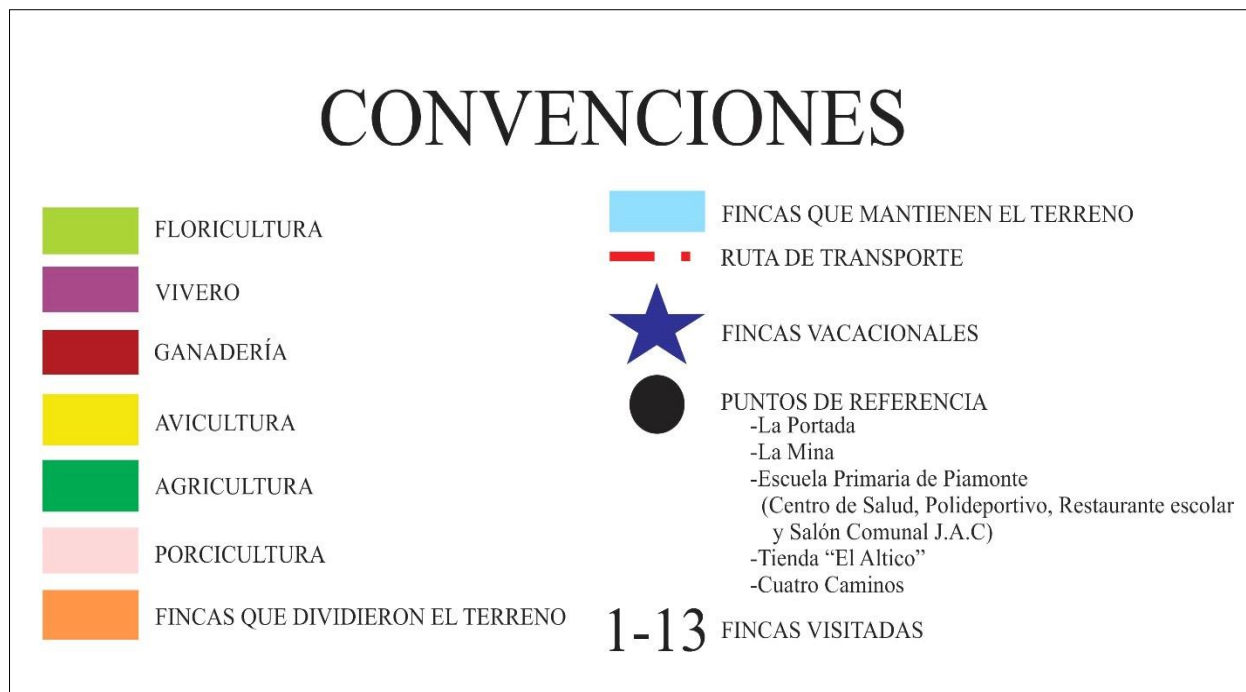 CONVENCIONES
FLORICULTURA
VIVERO
GANADERÍA
AVICULTURA
AGRICULTURA
PORCICULTURA
FINCAS QUE DIVIDIERON EL TERRENO
FINCAS QUE MANTIENEN EL TERRENO
RUTA DE TRANSPORTE
FINCAS VACACIONALES
PUNTOS DE REFERENCIA
-La Portada
-La Mina
-Escuela Primaria de Piamonte
(Centro de Salud, Polideportivo, Restaurante escolar
y Salón Comunal J.A.C)
-Tienda “El Altico”
-Cuatro Caminos
1-13 FINCAS VISITADAS